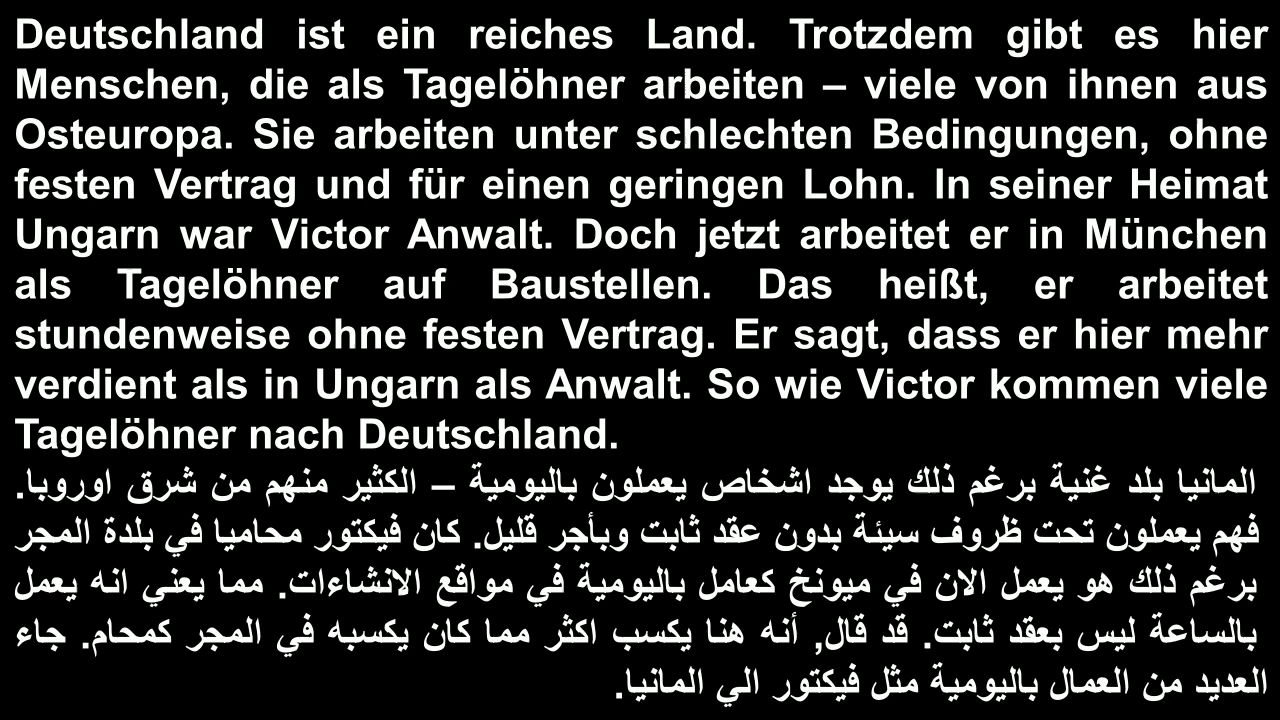 Deutschland ist ein reiches Land. Trotzdem gibt es hier
Menschen, die als Tagelöhner arbeiten – viele von ihnen aus
Osteuropa. Sie arbeiten unter schlechten Bedingungen, ohne
festen Vertrag und für einen geringen Lohn. In seiner Heimat
Ungarn war Victor Anwalt. Doch jetzt arbeitet er in München
als Tagelöhner auf Baustellen. Das heißt, er arbeitet
stundenweise ohne festen Vertrag. Er sagt, dass er hier mehr
verdient als in Ungarn als Anwalt. So wie Victor kommen viele
Tagelöhner nach Deutschland.
المانيا بلد غنية برغم ذلك يوجد اشخاص يعملون باليومية – الكثير منهم من شرق اوروبا.
فهم يعملون تحت ظروف سيئة بدون عقد ثابت وبأجر قليل. كان فيكتور محاميا في بلدة المجر
برغم ذلك هو يعمل الان في ميونخ كعامل باليومية في مواقع الانشاءات. مما يعني انه يعمل
بالساعة ليس بعقد ثابت. قد قال, أنه هنا يكسب اكثر مما كان يكسبه في المجر كمحام. جاء
العديد من العمال باليومية مثل فيكتور الي المانيا.